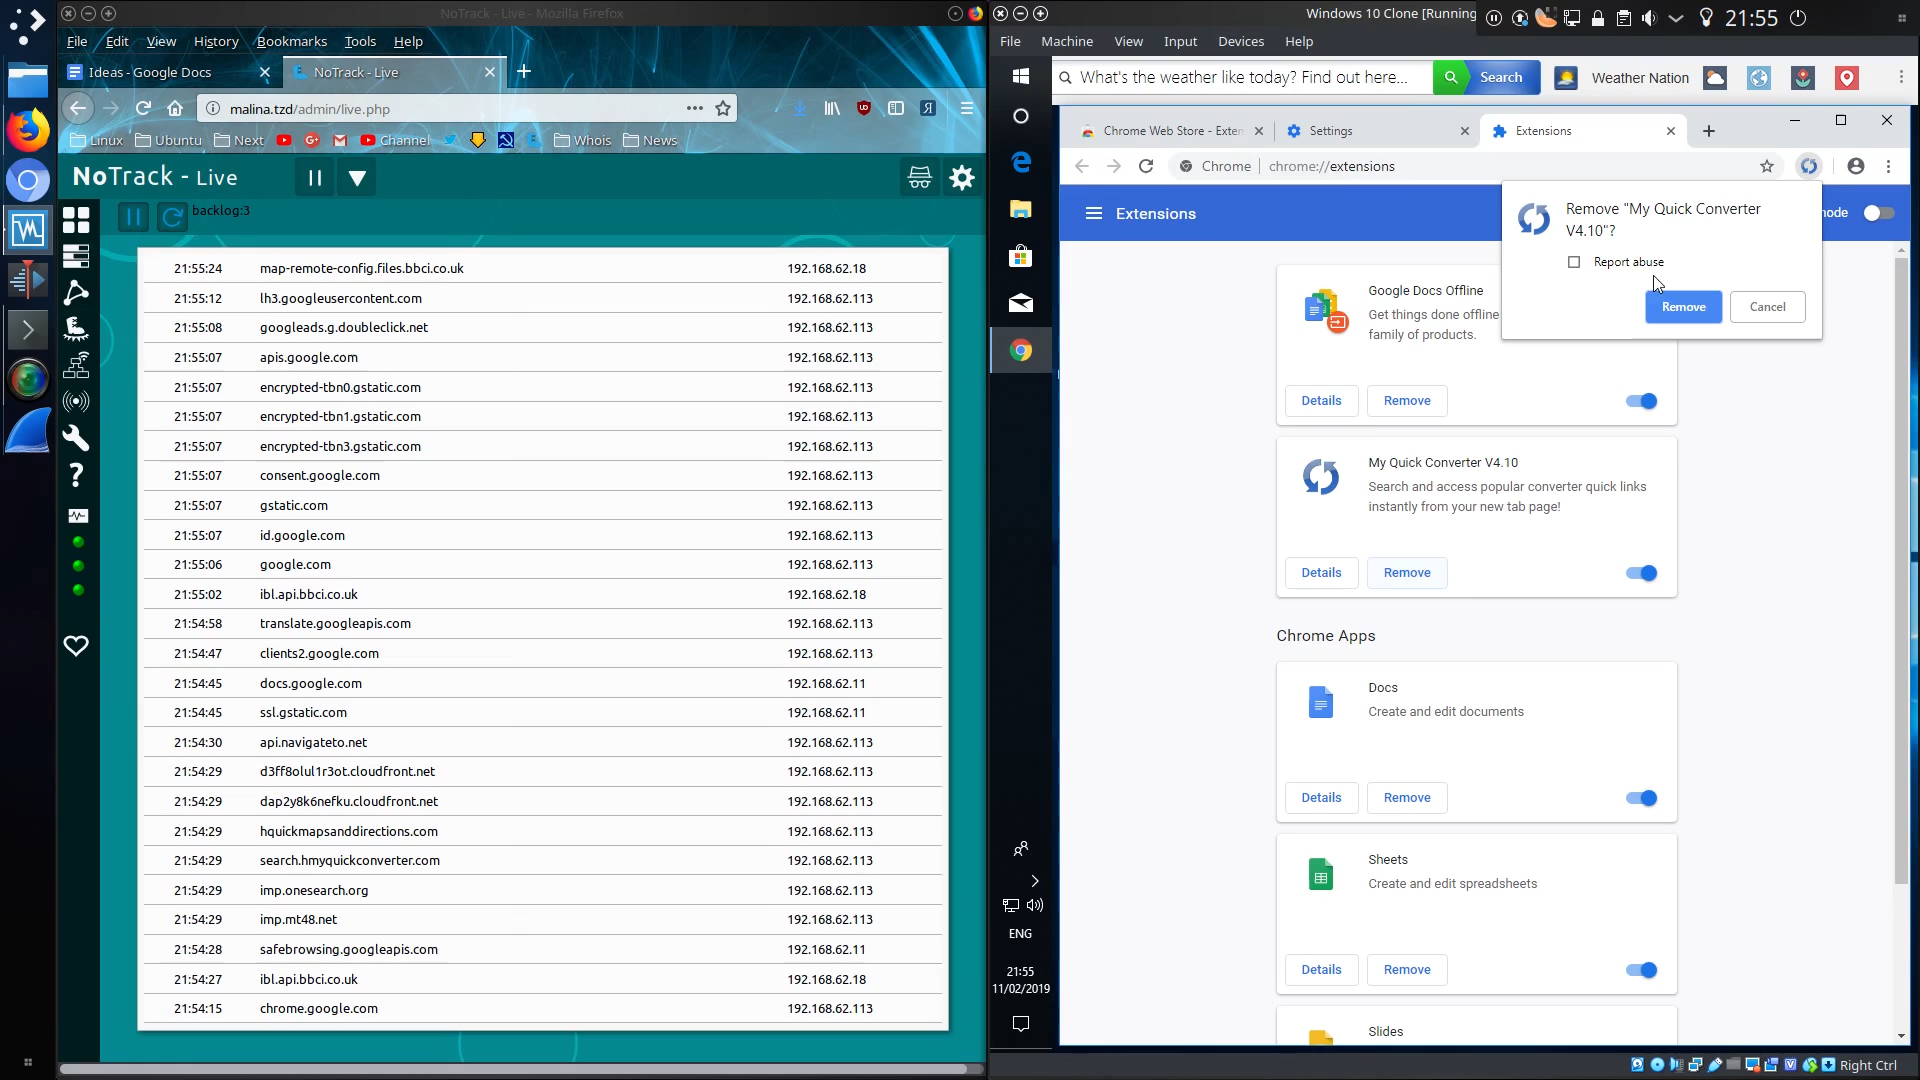 NoTrack - Live - Mozilla Firefox
File Edit View History Bookmarks Tools Help
Ideas - Google Docs
NoTrack - Live
malina.tzd/admin/live.php
Linux Ubuntu Next Channel Whois News
NoTrack - Live
backlog:3
21:55:24 map-remote-config.files.bbci.co.uk 192.168.62.18
21:55:12 lh3.googleusercontent.com 192.168.62.113
21:55:08 googleads.g.doubleclick.net 192.168.62.113
21:55:07 apis.google.com 192.168.62.113
21:55:07 encrypted-tbn0.gstatic.com 192.168.62.113
21:55:07 encrypted-tbn1.gstatic.com 192.168.62.113
21:55:07 encrypted-tbn3.gstatic.com 192.168.62.113
21:55:07 consent.google.com 192.168.62.113
21:55:07 gstatic.com 192.168.62.113
21:55:07 id.google.com 192.168.62.113
21:55:06 google.com 192.168.62.113
21:55:02 ibl.api.bbci.co.uk 192.168.62.18
21:54:58 translate.googleapis.com 192.168.62.113
21:54:47 clients2.google.com 192.168.62.113
21:54:45 docs.google.com 192.168.62.11
21:54:45 ssl.gstatic.com 192.168.62.11
21:54:30 api.navigateto.net 192.168.62.113
21:54:29 d3ff8olul1r3ot.cloudfront.net 192.168.62.113
21:54:29 dap2y8k6nefku.cloudfront.net 192.168.62.113
21:54:29 hquickmapsanddirections.com 192.168.62.113
21:54:29 search.hmyquickconverter.com 192.168.62.113
21:54:29 imp.onesearch.org 192.168.62.113
21:54:29 imp.mt48.net 192.168.62.113
21:54:28 safebrowsing.googleapis.com 192.168.62.11
21:54:27 ibl.api.bbci.co.uk 192.168.62.18
21:54:15 chrome.google.com 192.168.62.113
Windows 10 Clone [Running
21:55
File Machine View Input Devices Help
What's the weather like today? Find out here...
Search
Weather Nation
Chrome Web Store - Exten
Settings
Extensions
Chrome
chrome://extensions
Extensions
mode
Remove "My Quick Converter
V4.10"?
Report abuse
Remove Cancel
Google Docs Offline
Get things done offline
family of products.
Details Remove
My Quick Converter V4.10
Search and access popular converter quick links
instantly from your new tab page!
Details Remove
Chrome Apps
Docs
Create and edit documents
Details Remove
Sheets
Create and edit spreadsheets
Details Remove
Slides
ENG
21:55
11/02/2019
Right Ctrl